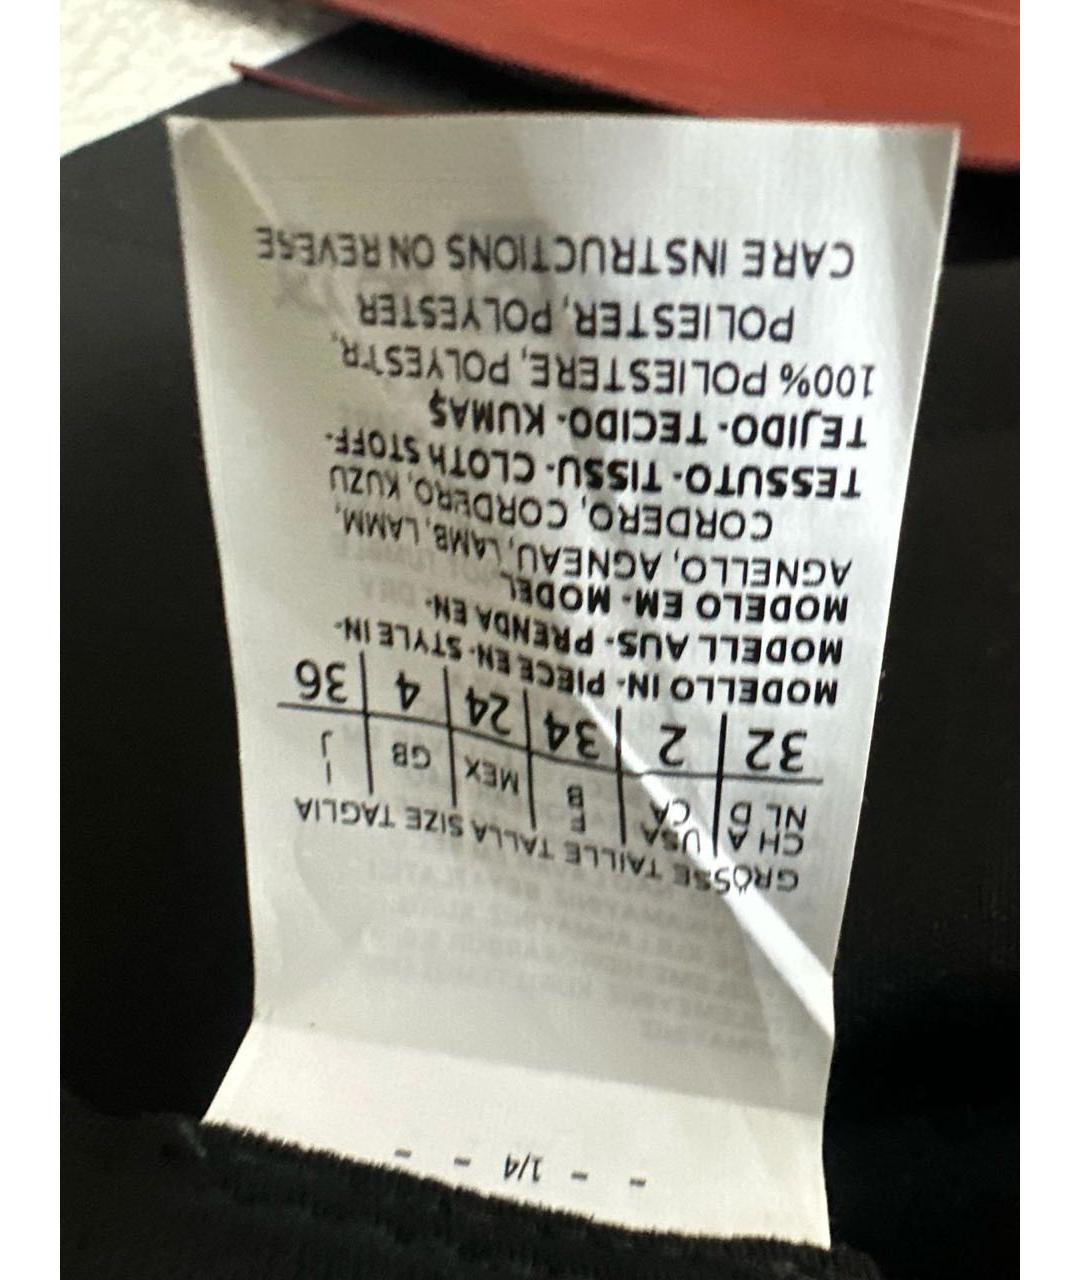 - - 1/4 - -
GRÖSSE TAILLE TALLA SIZE TAGLIA
CH A USA F I
NL D CA B MEX GB J
32 2 34 24 4 36
MODELLO IN- PIECE EN- STYLE IN-
MODELL AUS- PRENDA EN-
MODELO EM- MODEL
AGNELLO, AGNEAU, LAMB, LAMM,
CORDERO, CORDERO, KUZU
TESSUTO- TISSU- CLOTH STOFF-
TEJIDO- TECIDO- KUMAŞ
100% POLIESTERE, POLYESTR,
POLIESTER, POLYESTER
CARE INSTRUCTIONS ON REVESE